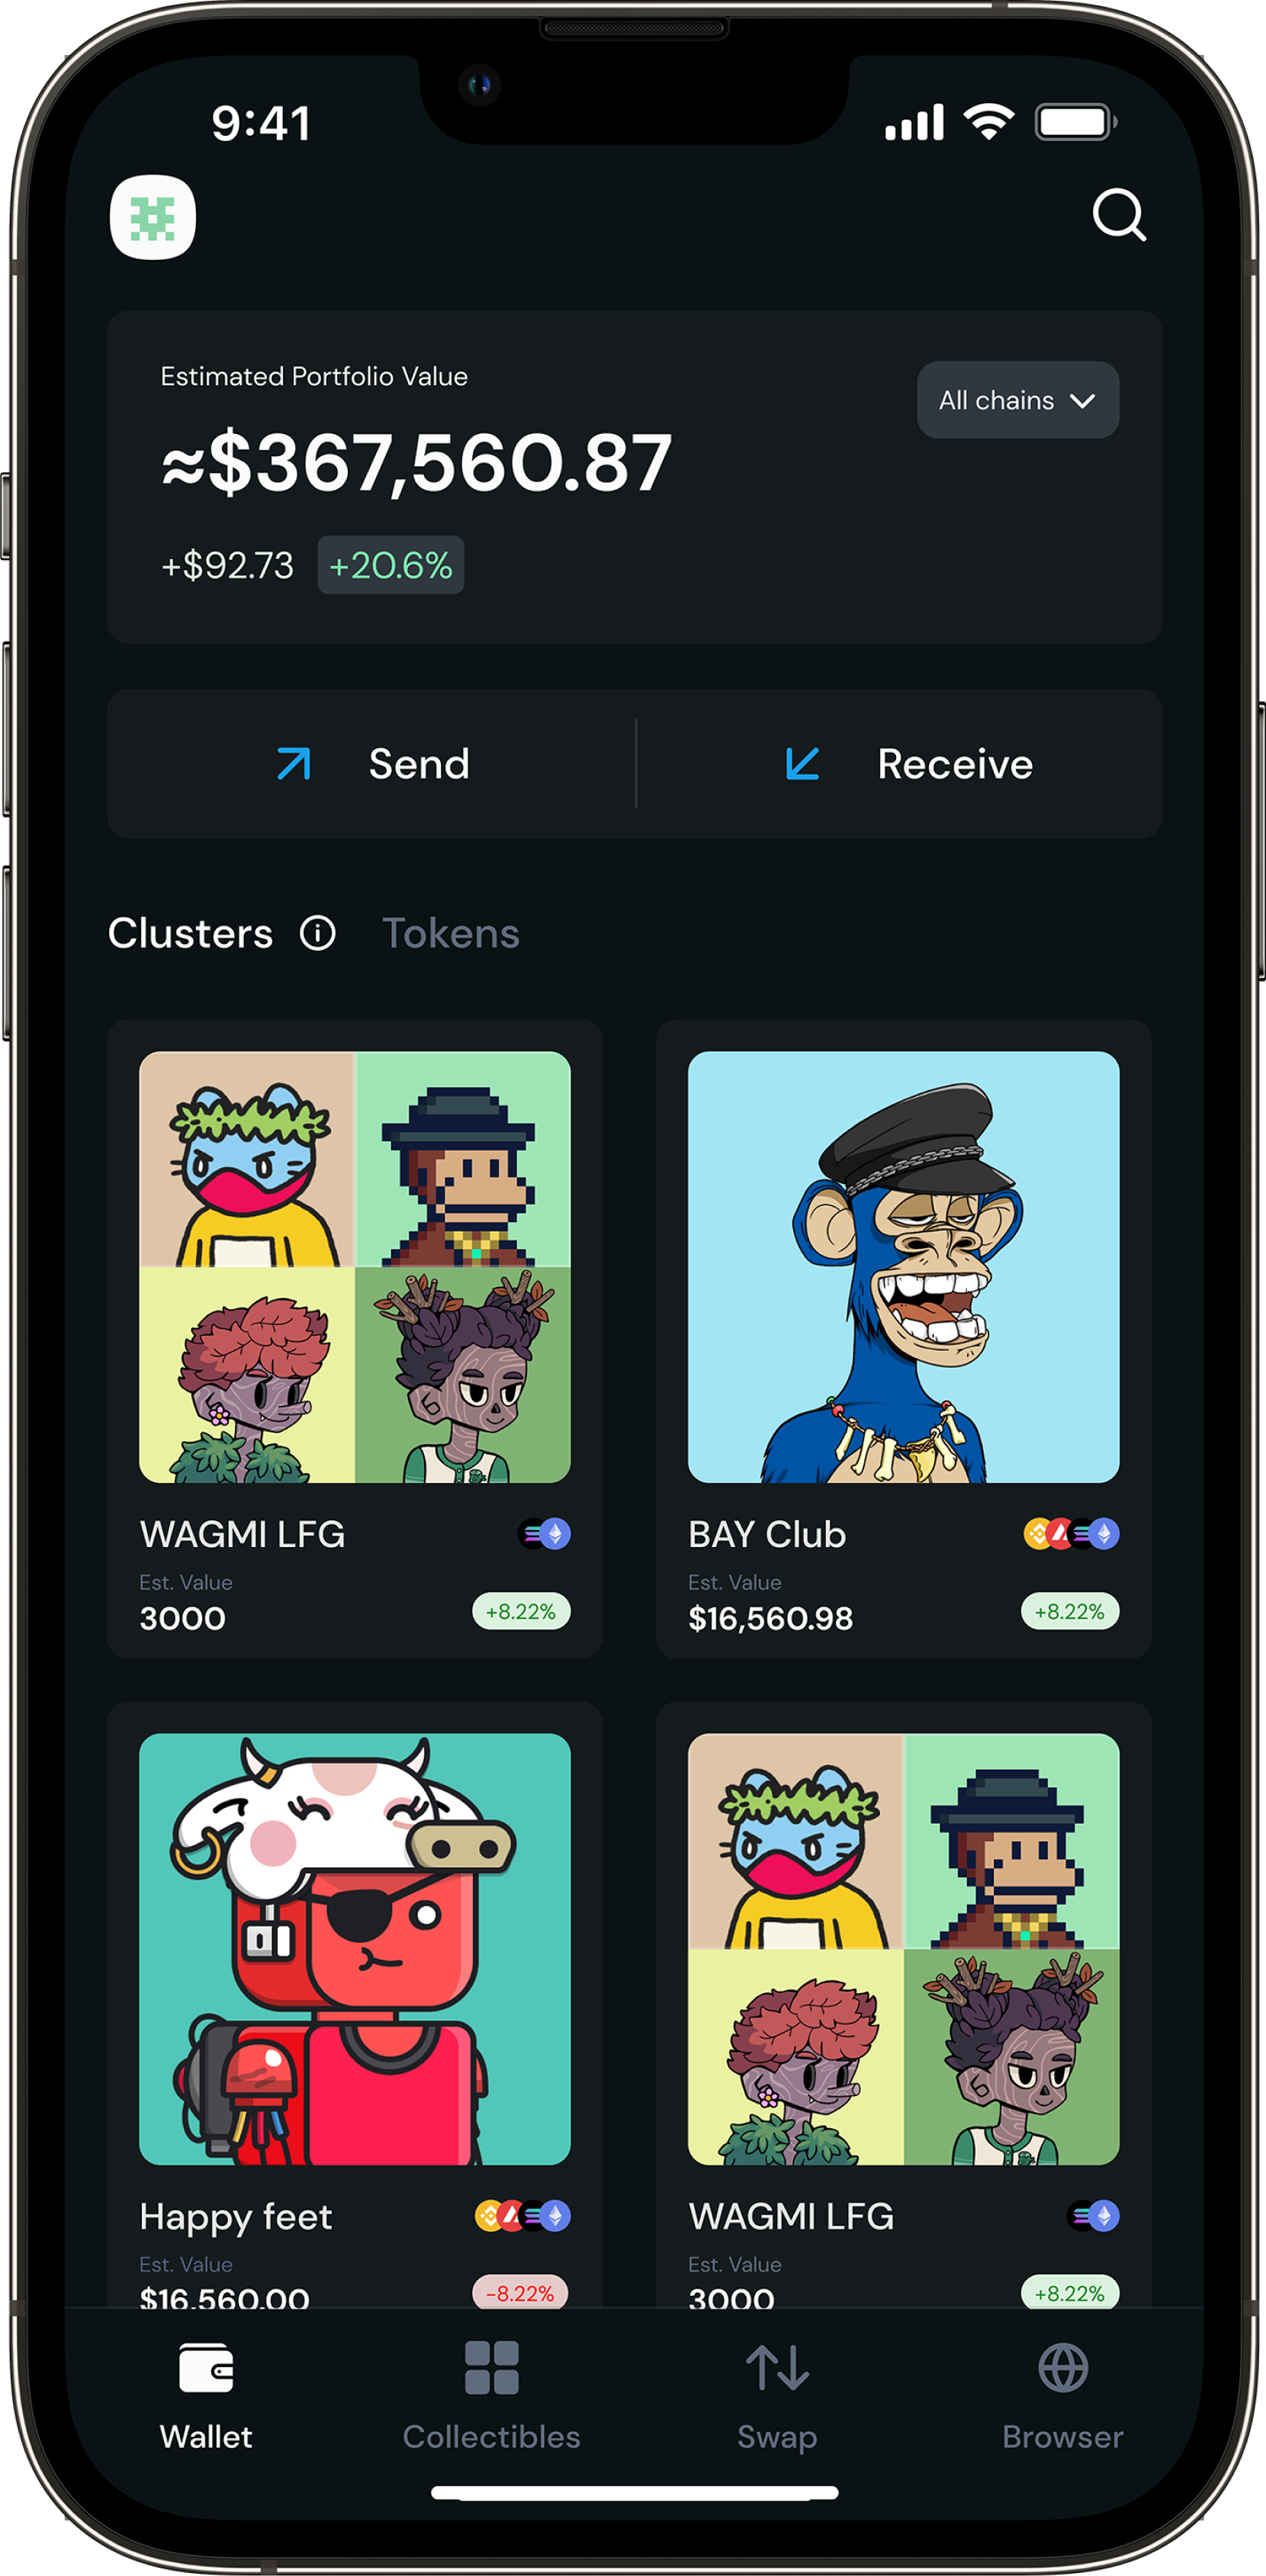 9:41
Estimated Portfolio Value
All chains
≈$367,560.87
+$92.73 +20.6%
Send
Receive
Clusters
Tokens
WAGMI LFG
Est. Value
3000
+8.22%
BAY Club
Est. Value
$16,560.98
+8.22%
Happy feet
Est. Value
$16,560.00
-8.22%
WAGMI LFG
Est. Value
3000
+8.22%
Wallet
Collectibles
Swap
Browser